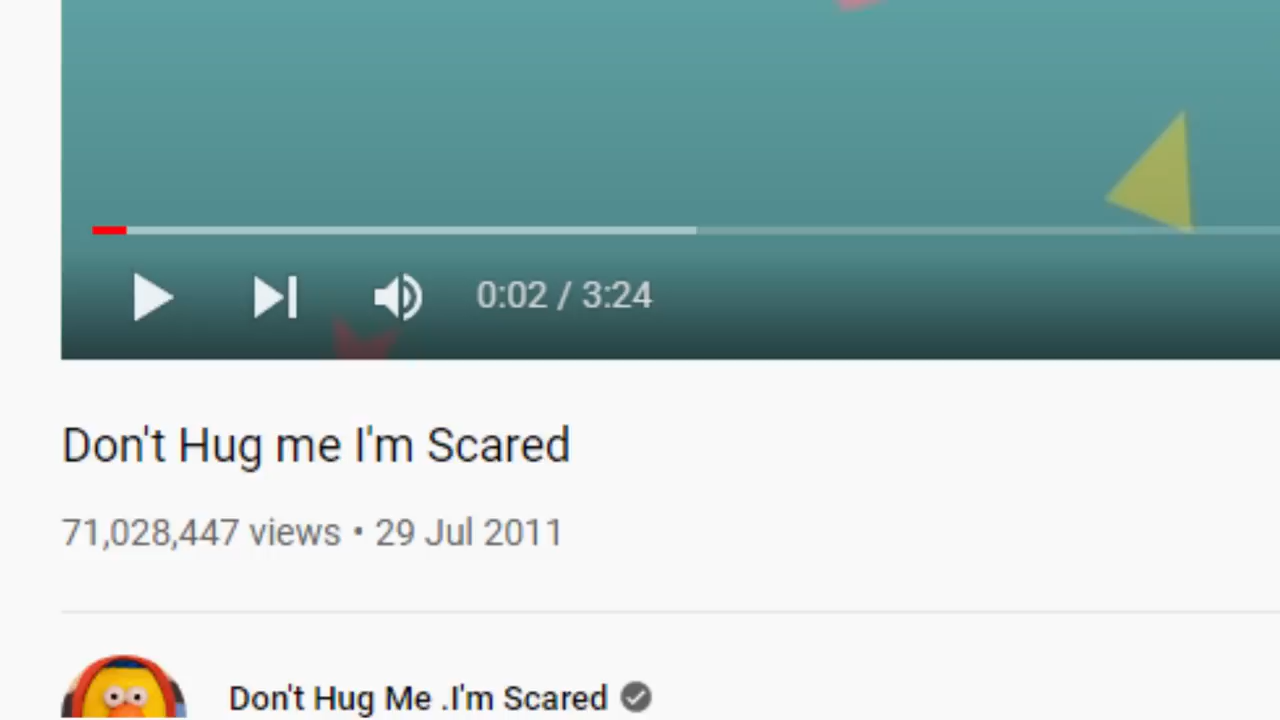 0:02 / 3:24
Don't Hug me I'm Scared
71,028,447 views • 29 Jul 2011
Don't Hug Me .I'm Scared